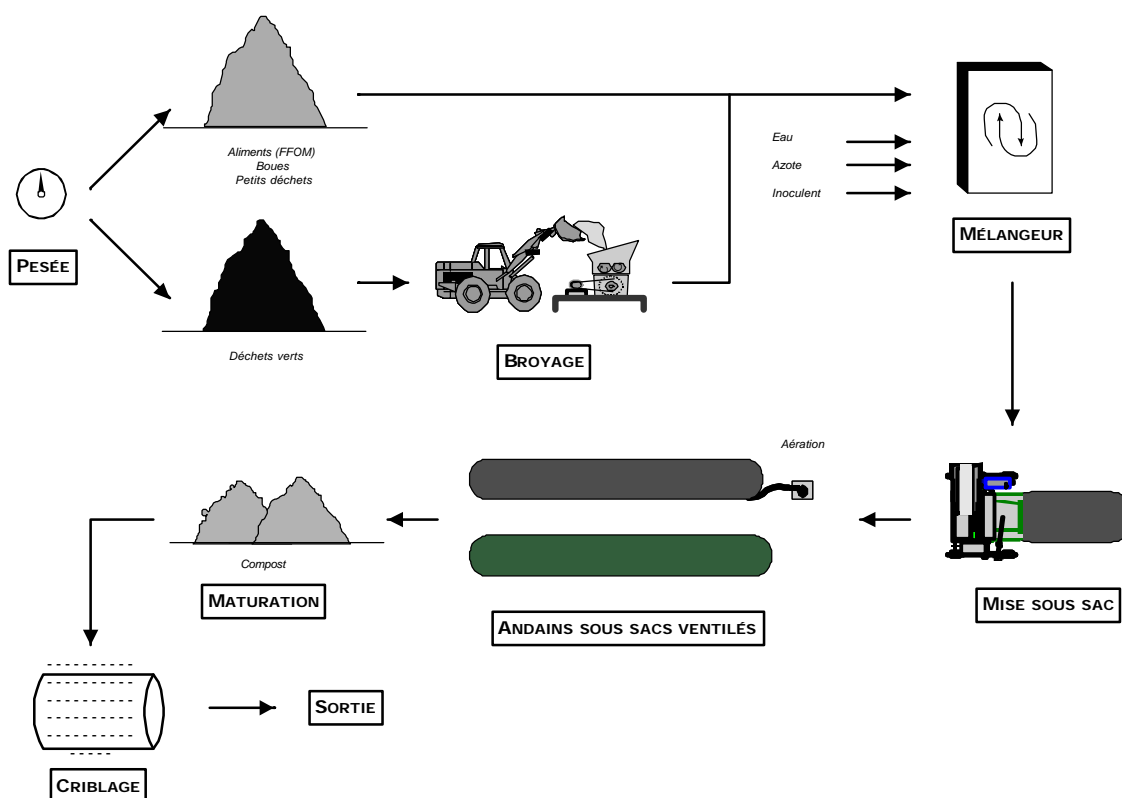 Aliments (FFOM)
Boues
Petits déchets
PESÉE
Déchets verts
BROYAGE
Eau
Azote
Inoculent
MÉLANGEUR
Aération
MISE SOUS SAC
ANDAINS SOUS SACS VENTILÉS
Compost
MATURATION
CRIBLAGE
SORTIE